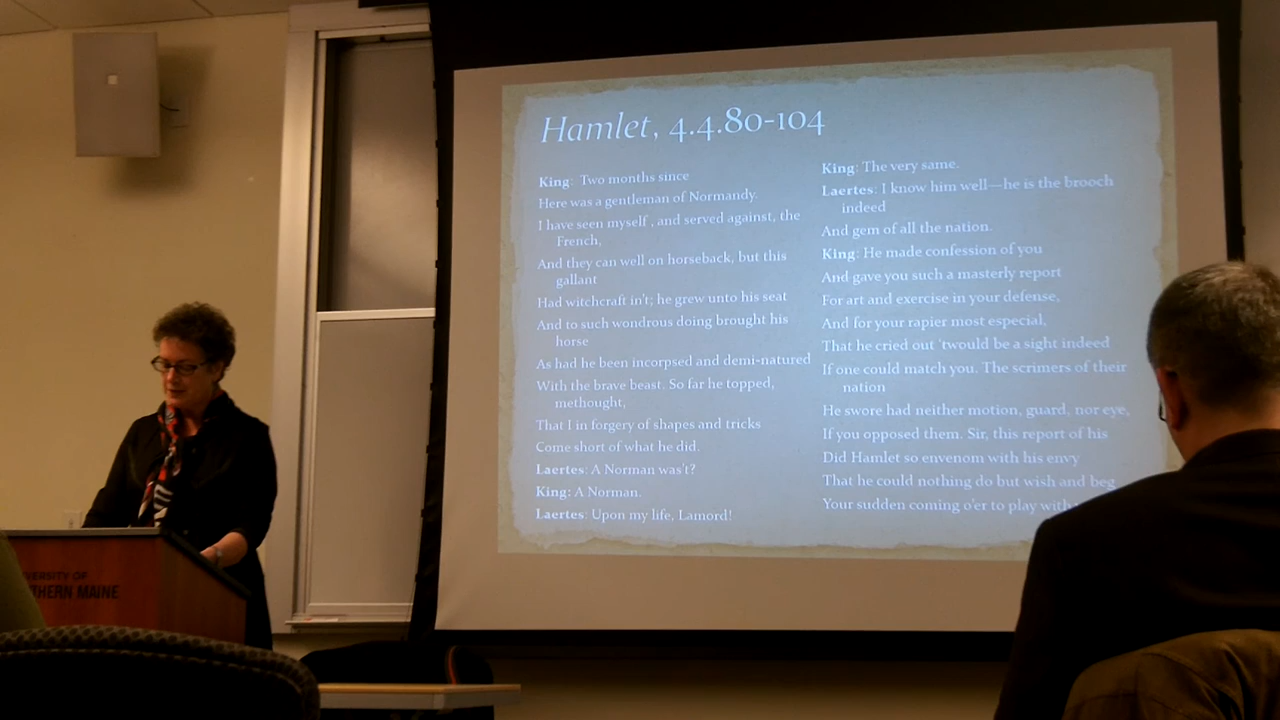 Hamlet, 4.4.80-104
King: Two months since
Here was a gentleman of Normandy.
I have seen myself , and served against, the
French,
And they can well on horseback, but this
gallant
Had witchcraft in't; he grew unto his seat
And to such wondrous doing brought his
horse
As had he been incorpsed and demi-natured
With the brave beast. So far he topped,
methought,
That I in forgery of shapes and tricks
Come short of what he did.
Laertes: A Norman was't?
King: A Norman.
Laertes: Upon my life, Lamord!
King: The very same.
Laertes: I know him well—he is the brooch
indeed
And gem of all the nation.
King: He made confession of you
And gave you such a masterly report
For art and exercise in your defense,
And for your rapier most especial,
That he cried out 'twould be a sight indeed
If one could match you. The scrimers of their
nation
He swore had neither motion, guard, nor eye,
If you opposed them. Sir, this report of his
Did Hamlet so envenom with his envy
That he could nothing do but wish and beg
Your sudden coming o'er to play with
VERSITY OF
THERN MAINE